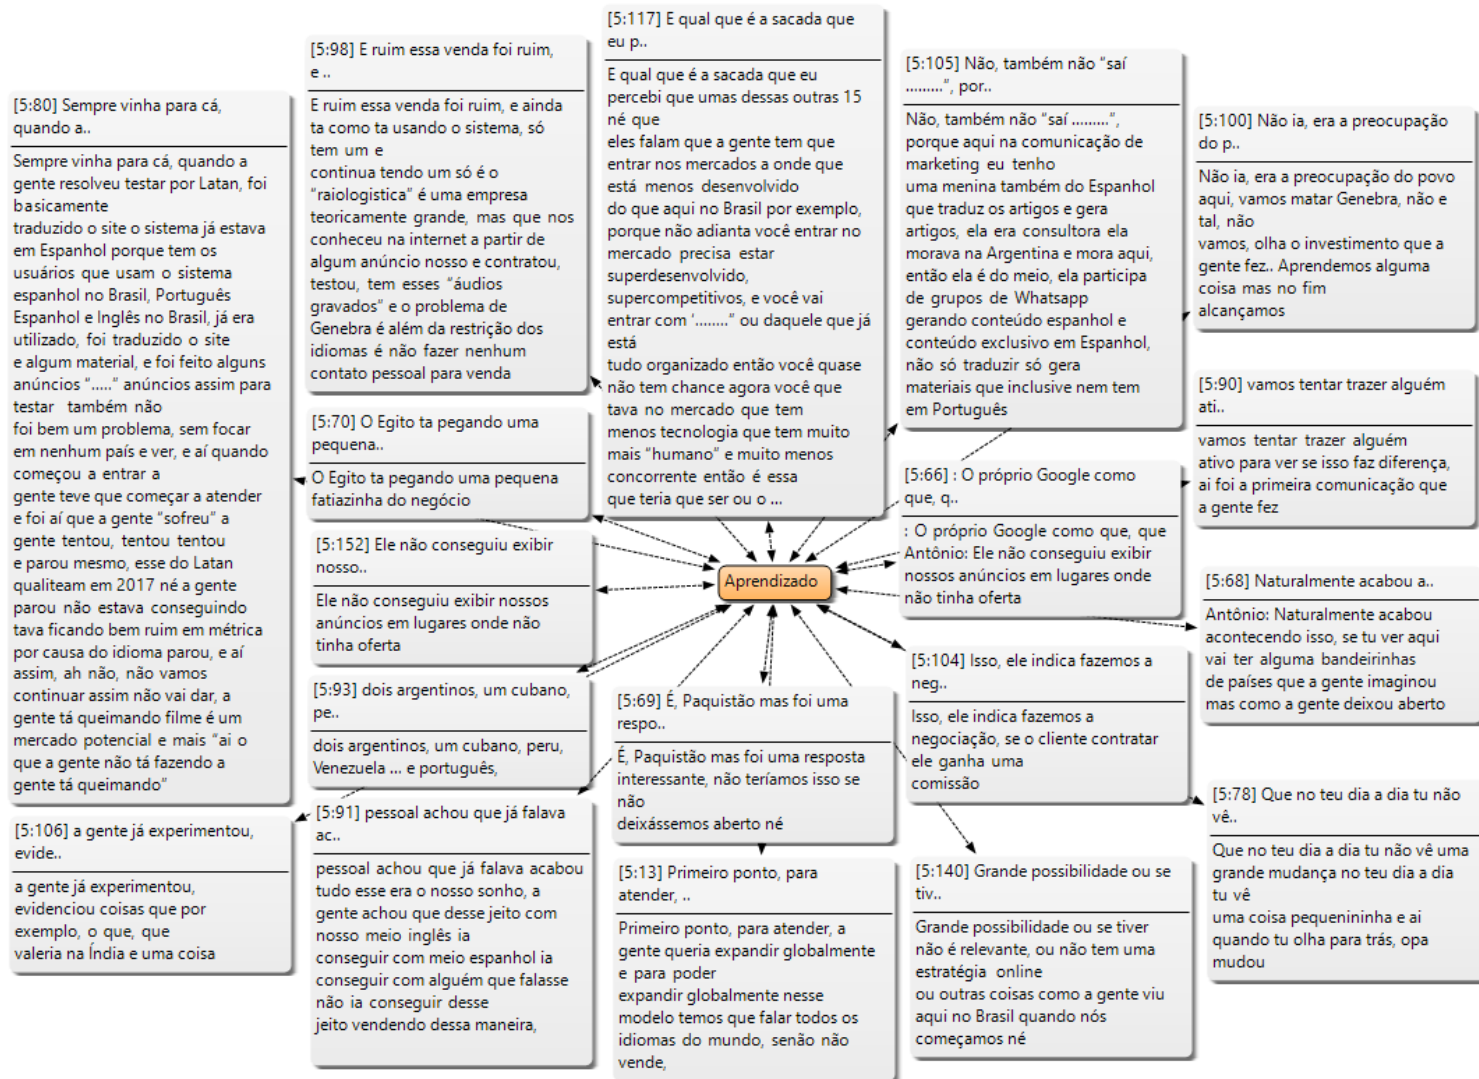 [5:80] Sempre vinha para cá,
quando a..
Sempre vinha para cá, quando a
gente resolveu testar por Latan, foi
basicamente
traduzido o site o sistema já estava
em Espanhol porque tem os
usuários que usam o sistema
espanhol no Brasil, Português
Espanhol e Inglês no Brasil, já era
utilizado, foi traduzido o site
e algum material, e foi feito alguns
anúncios “.....” anúncios assim para
testar também não
foi bem um problema, sem focar
em nenhum país e ver, e aí quando
começou a entrar a
gente teve que começar a atender
e foi aí que a gente “sofreu” a
gente tentou, tentou tentou
e parou mesmo, esse do Latan
qualiteam em 2017 né a gente
parou não estava conseguindo
tava ficando bem ruim em métrica
por causa do idioma parou, e aí
assim, ah não, não vamos
continuar assim não vai dar, a
gente tá queimando filme é um
mercado potencial e mais “ai o
que a gente não tá fazendo a
gente tá queimando”
[5:106] a gente já experimentou,
evide..
a gente já experimentou,
evidenciou coisas que por
exemplo, o que, que
valeria na Índia e uma coisa
[5:98] E ruim essa venda foi ruim,
e ..
E ruim essa venda foi ruim, e ainda
ta como ta usando o sistema, só
tem um e
continua tendo um só é o
“raiologistica” é uma empresa
teoricamente grande, mas que nos
conheceu na internet a partir de
algum anúncio nosso e contratou,
testou, tem esses “áudios
gravados” e o problema de
Genebra é além da restrição dos
idiomas é não fazer nenhum
contato pessoal para venda
[5:70] O Egito ta pegando uma
pequena..
O Egito ta pegando uma pequena
fatiazinha do negócio
[5:152] Ele não conseguiu exibir
nosso..
Ele não conseguiu exibir nossos
anúncios em lugares onde não
tinha oferta
[5:93] dois argentinos, um cubano,
pe..
dois argentinos, um cubano, peru,
Venezuela ... e português,
[5:91] pessoal achou que já falava
ac..
pessoal achou que já falava acabou
tudo esse era o nosso sonho, a
gente achou que desse jeito com
nosso meio inglês ia
conseguir com meio espanhol ia
conseguir com alguém que falasse
não ia conseguir desse
jeito vendendo dessa maneira,
[5:117] E qual que é a sacada que
eu p..
E qual que é a sacada que eu
percebi que umas dessas outras 15
né que
eles falam que a gente tem que
entrar nos mercados a onde que
está menos desenvolvido
do que aqui no Brasil por exemplo,
porque não adianta você entrar no
mercado precisa estar
superdesenvolvido,
supercompetitivos, e você vai
entrar com ‘........” ou daquele que já
está
tudo organizado então você quase
não tem chance agora você que
tava no mercado que tem
menos tecnologia que tem muito
mais “humano” e muito menos
concorrente então é essa
que teria que ser ou o ...
Aprendizado
[5:69] É, Paquistão mas foi uma
respo..
É, Paquistão mas foi uma resposta
interessante, não teríamos isso se
não
deixássemos aberto né
[5:13] Primeiro ponto, para
atender, ..
Primeiro ponto, para atender, a
gente queria expandir globalmente
e para poder
expandir globalmente nesse
modelo temos que falar todos os
idiomas do mundo, senão não
vende,
[5:105] Não, também não “saí
.........”, por..
Não, também não “saí .........”,
porque aqui na comunicação de
marketing eu tenho
uma menina também do Espanhol
que traduz os artigos e gera
artigos, ela era consultora ela
morava na Argentina e mora aqui,
então ela é do meio, ela participa
de grupos de Whatsapp
gerando conteúdo espanhol e
conteúdo exclusivo em Espanhol,
não só traduzir só gera
materiais que inclusive nem tem
em Português
[5:66] : O próprio Google como
que, q..
: O próprio Google como que, que
Antônio: Ele não conseguiu exibir
nossos anúncios em lugares onde
não tinha oferta
[5:104] Isso, ele indica fazemos a
neg..
Isso, ele indica fazemos a
negociação, se o cliente contratar
ele ganha uma
comissão
[5:140] Grande possibilidade ou se
tiv..
Grande possibilidade ou se tiver
não é relevante, ou não tem uma
estratégia online
ou outras coisas como a gente viu
aqui no Brasil quando nós
começamos né
[5:100] Não ia, era a preocupação
do p..
Não ia, era a preocupação do povo
aqui, vamos matar Genebra, não e
tal, não
vamos, olha o investimento que a
gente fez.. Aprendemos alguma
coisa mas no fim
alcançamos
[5:90] vamos tentar trazer alguém
ati..
vamos tentar trazer alguém
ativo para ver se isso faz diferença,
ai foi a primeira comunicação que
a gente fez
[5:68] Naturalmente acabou a..
Antônio: Naturalmente acabou
acontecendo isso, se tu ver aqui
vai ter alguma bandeirinhas
de países que a gente imaginou
mas como a gente deixou aberto
[5:78] Que no teu dia a dia tu não
vê..
Que no teu dia a dia tu não vê uma
grande mudança no teu dia a dia
tu vê
uma coisa pequenininha e ai
quando tu olha para trás, opa
mudou